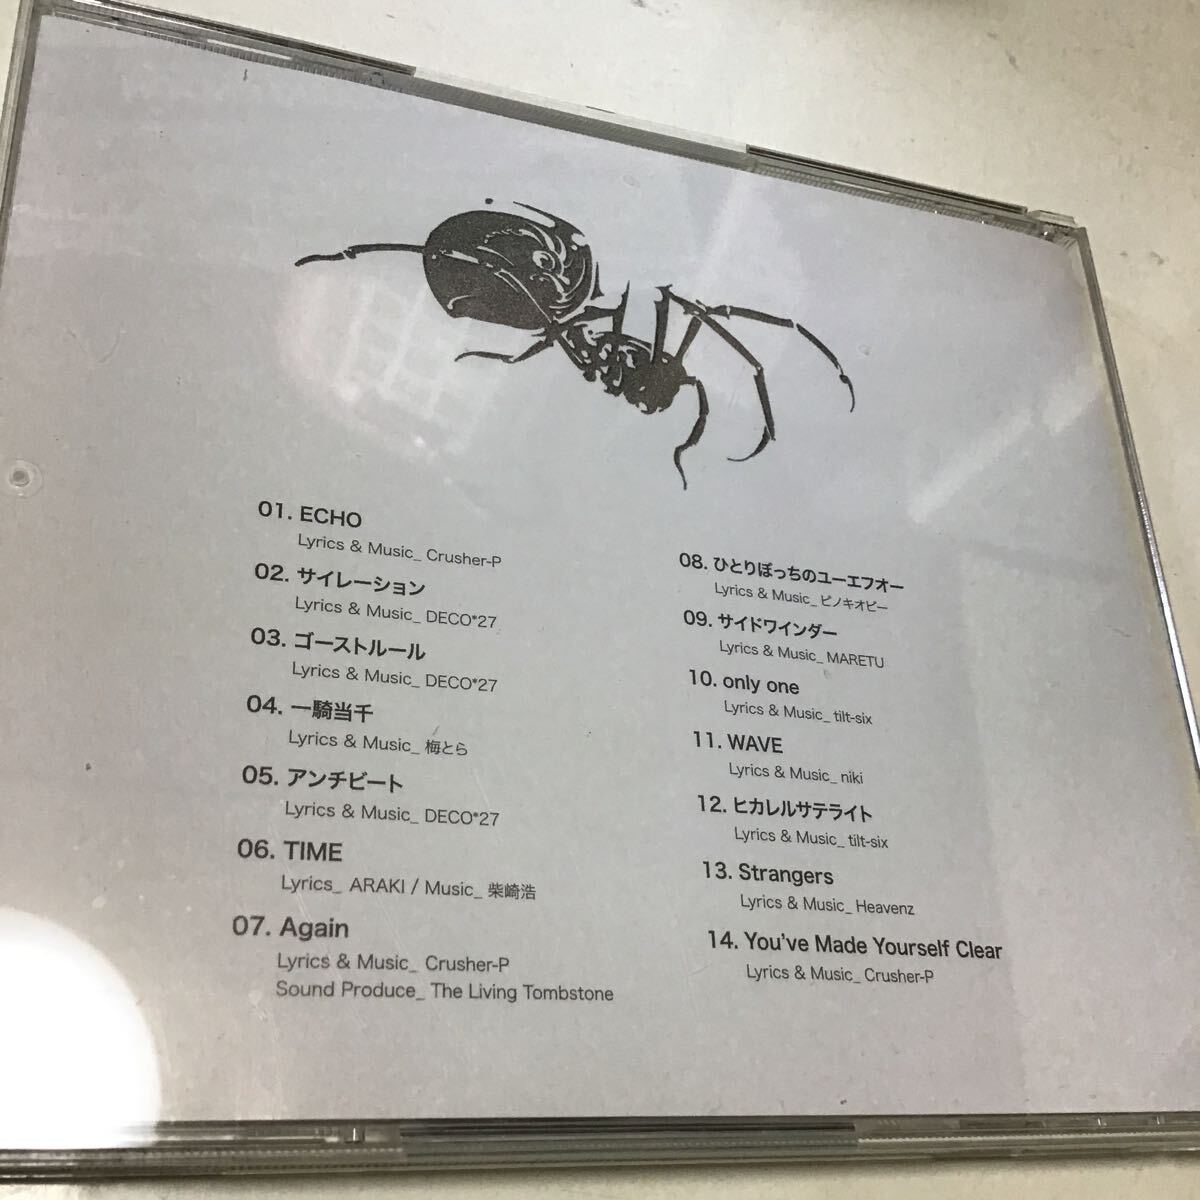 01. ECHO
Lyrics & Music_ Crusher-P
02. サイレーション
Lyrics & Music_ DECO*27
03. ゴーストルール
Lyrics & Music_ DECO*27
04. 一騎当千
Lyrics & Music_ 梅とら
05. アンチビート
Lyrics & Music_ DECO*27
06. TIME
Lyrics_ ARAKI / Music_ 柴崎浩
07. Again
Lyrics & Music_ Crusher-P
Sound Produce_ The Living Tombstone
08. ひとりぼっちのユーエフオー
Lyrics & Music_ ピノキオピー
09. サイドワインダー
Lyrics & Music_ MARETU
10. only one
Lyrics & Music_ tilt-six
11. WAVE
Lyrics & Music_ niki
12. ヒカレルサテライト
Lyrics & Music_ tilt-six
13. Strangers
Lyrics & Music_ Heavenz
14. You've Made Yourself Clear
Lyrics & Music_ Crusher-P